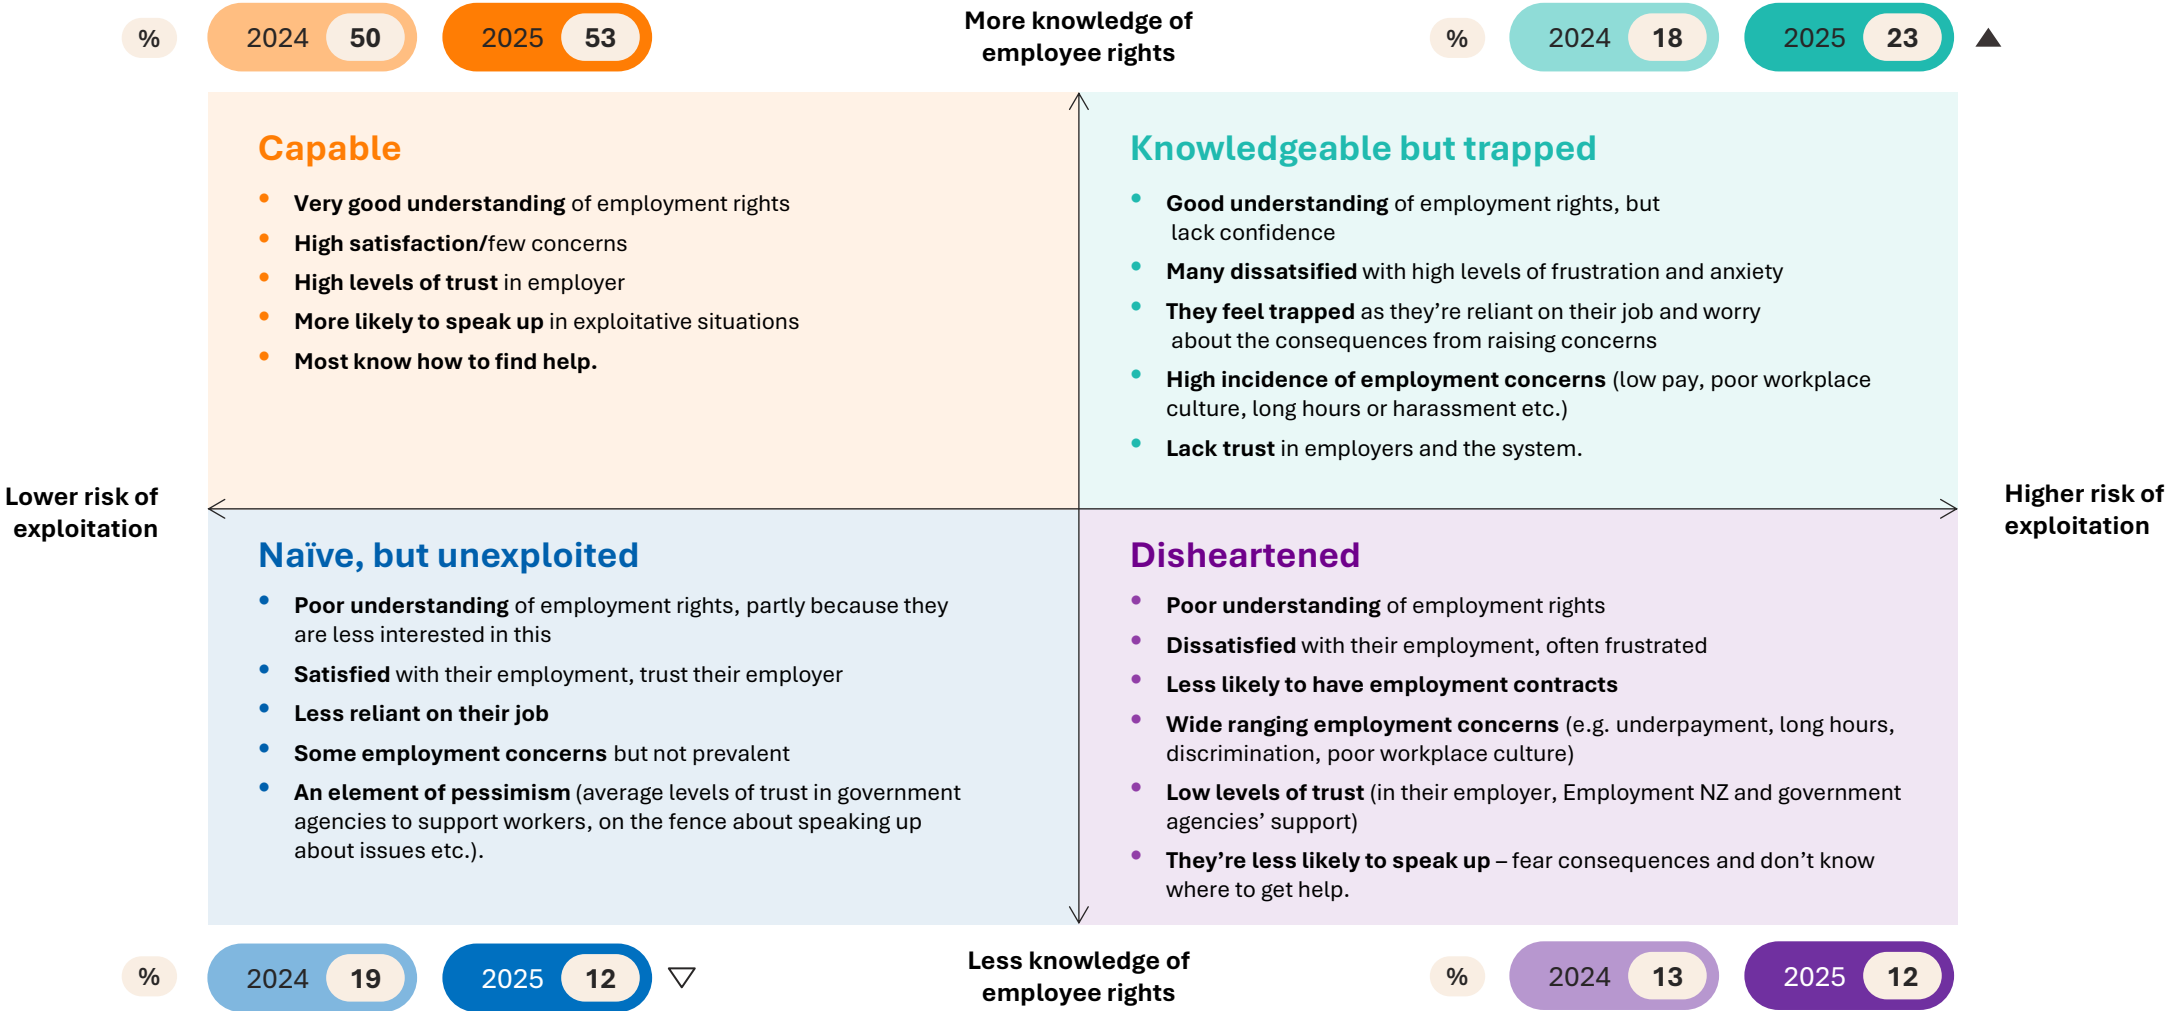 % 2024 50 2025 53
More knowledge of
employee rights
% 2024 18 2025 23 ▲
Capable
• Very good understanding of employment rights
• High satisfaction/few concerns
• High levels of trust in employer
• More likely to speak up in exploitative situations
• Most know how to find help.
Knowledgeable but trapped
• Good understanding of employment rights, but
lack confidence
• Many dissatsified with high levels of frustration and anxiety
• They feel trapped as they’re reliant on their job and worry
about the consequences from raising concerns
• High incidence of employment concerns (low pay, poor workplace
culture, long hours or harassment etc.)
• Lack trust in employers and the system.
Lower risk of
exploitation
Higher risk of
exploitation
Naïve, but unexploited
• Poor understanding of employment rights, partly because they
are less interested in this
• Satisfied with their employment, trust their employer
• Less reliant on their job
• Some employment concerns but not prevalent
• An element of pessimism (average levels of trust in government
agencies to support workers, on the fence about speaking up
about issues etc.).
Disheartened
• Poor understanding of employment rights
• Dissatisfied with their employment, often frustrated
• Less likely to have employment contracts
• Wide ranging employment concerns (e.g. underpayment, long hours,
discrimination, poor workplace culture)
• Low levels of trust (in their employer, Employment NZ and government
agencies’ support)
• They’re less likely to speak up – fear consequences and don’t know
where to get help.
% 2024 19 2025 12 ▽
Less knowledge of
employee rights
% 2024 13 2025 12